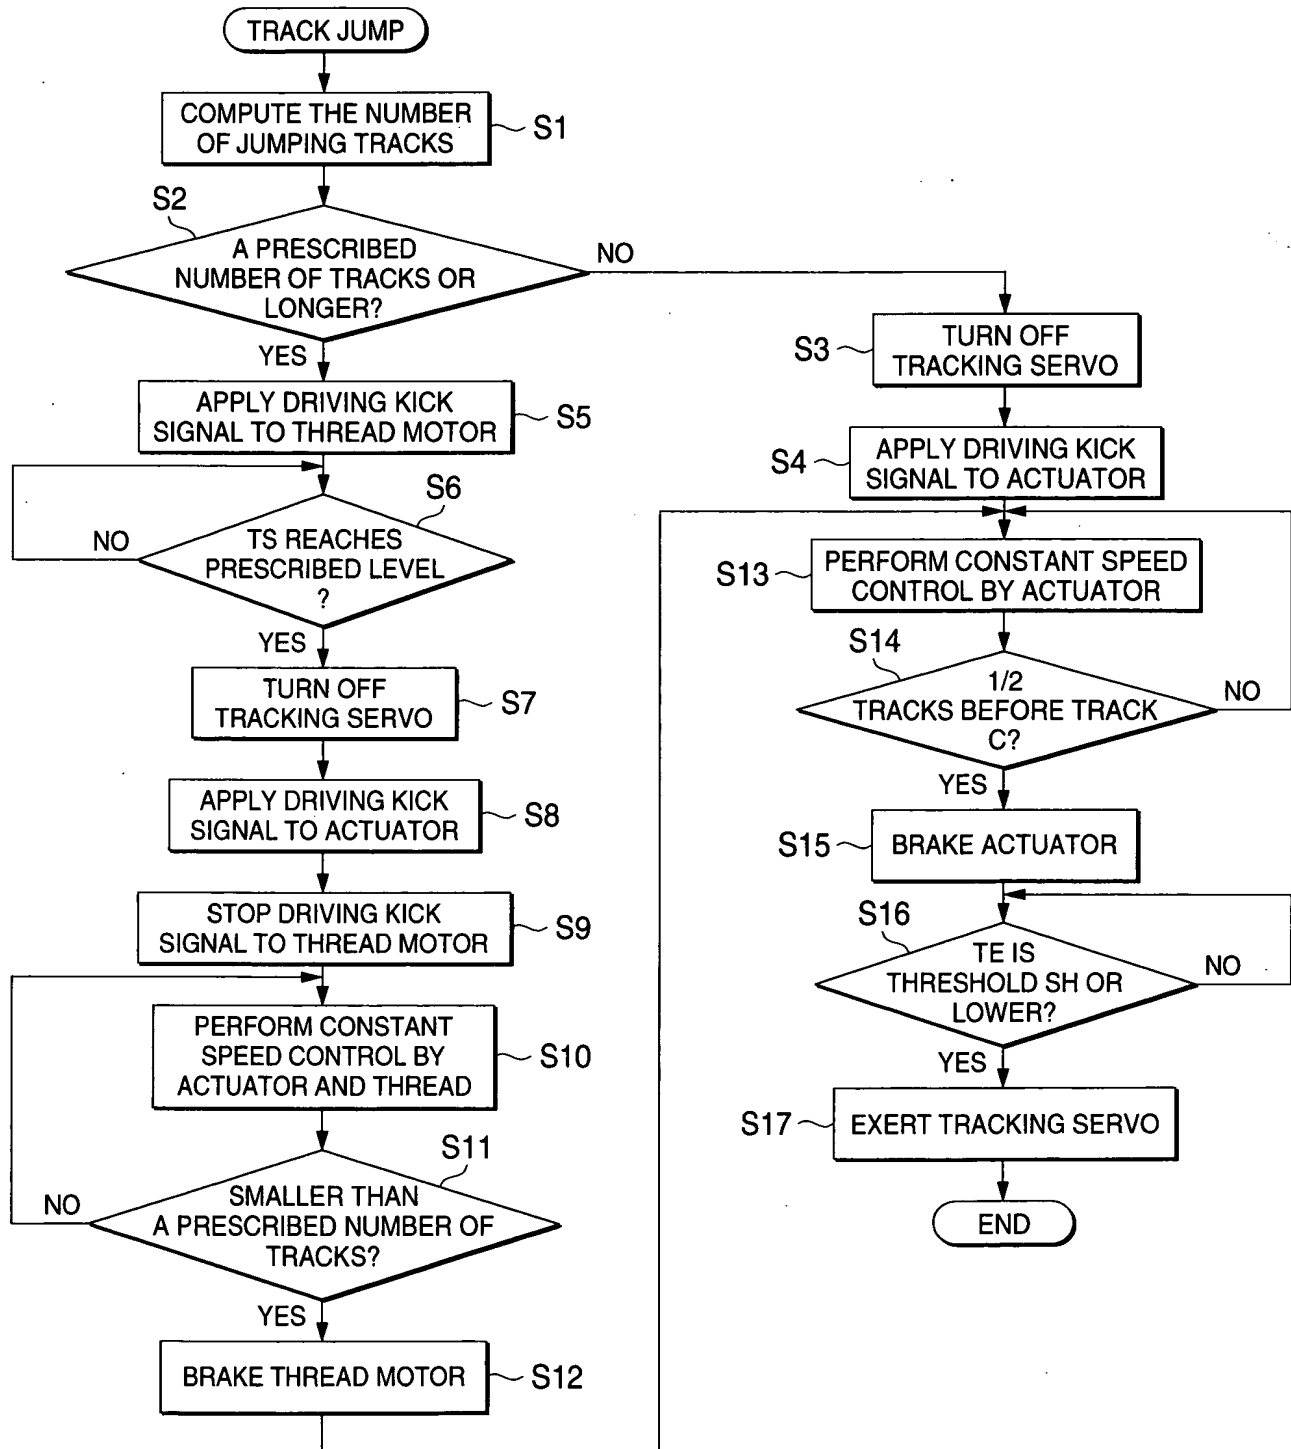 TRACK JUMP
COMPUTE THE NUMBER
OF JUMPING TRACKS
S1
S2
A PRESCRIBED
NUMBER OF TRACKS OR
LONGER?
NO
YES
APPLY DRIVING KICK
SIGNAL TO THREAD MOTOR
S5
S6
TS REACHES
PRESCRIBED LEVEL
?
NO
YES
TURN OFF
TRACKING SERVO
S7
APPLY DRIVING KICK
SIGNAL TO ACTUATOR
S8
STOP DRIVING KICK
SIGNAL TO THREAD MOTOR
S9
PERFORM CONSTANT
SPEED CONTROL BY
ACTUATOR AND THREAD
S10
S11
SMALLER THAN
A PRESCRIBED NUMBER OF
TRACKS?
NO
YES
BRAKE THREAD MOTOR
S12
S3
TURN OFF
TRACKING SERVO
S4
APPLY DRIVING KICK
SIGNAL TO ACTUATOR
S13
PERFORM CONSTANT SPEED
CONTROL BY ACTUATOR
S14
1/2
TRACKS BEFORE TRACK
C?
NO
YES
S15
BRAKE ACTUATOR
S16
TE IS
THRESHOLD SH OR
LOWER?
NO
YES
S17
EXERT TRACKING SERVO
END